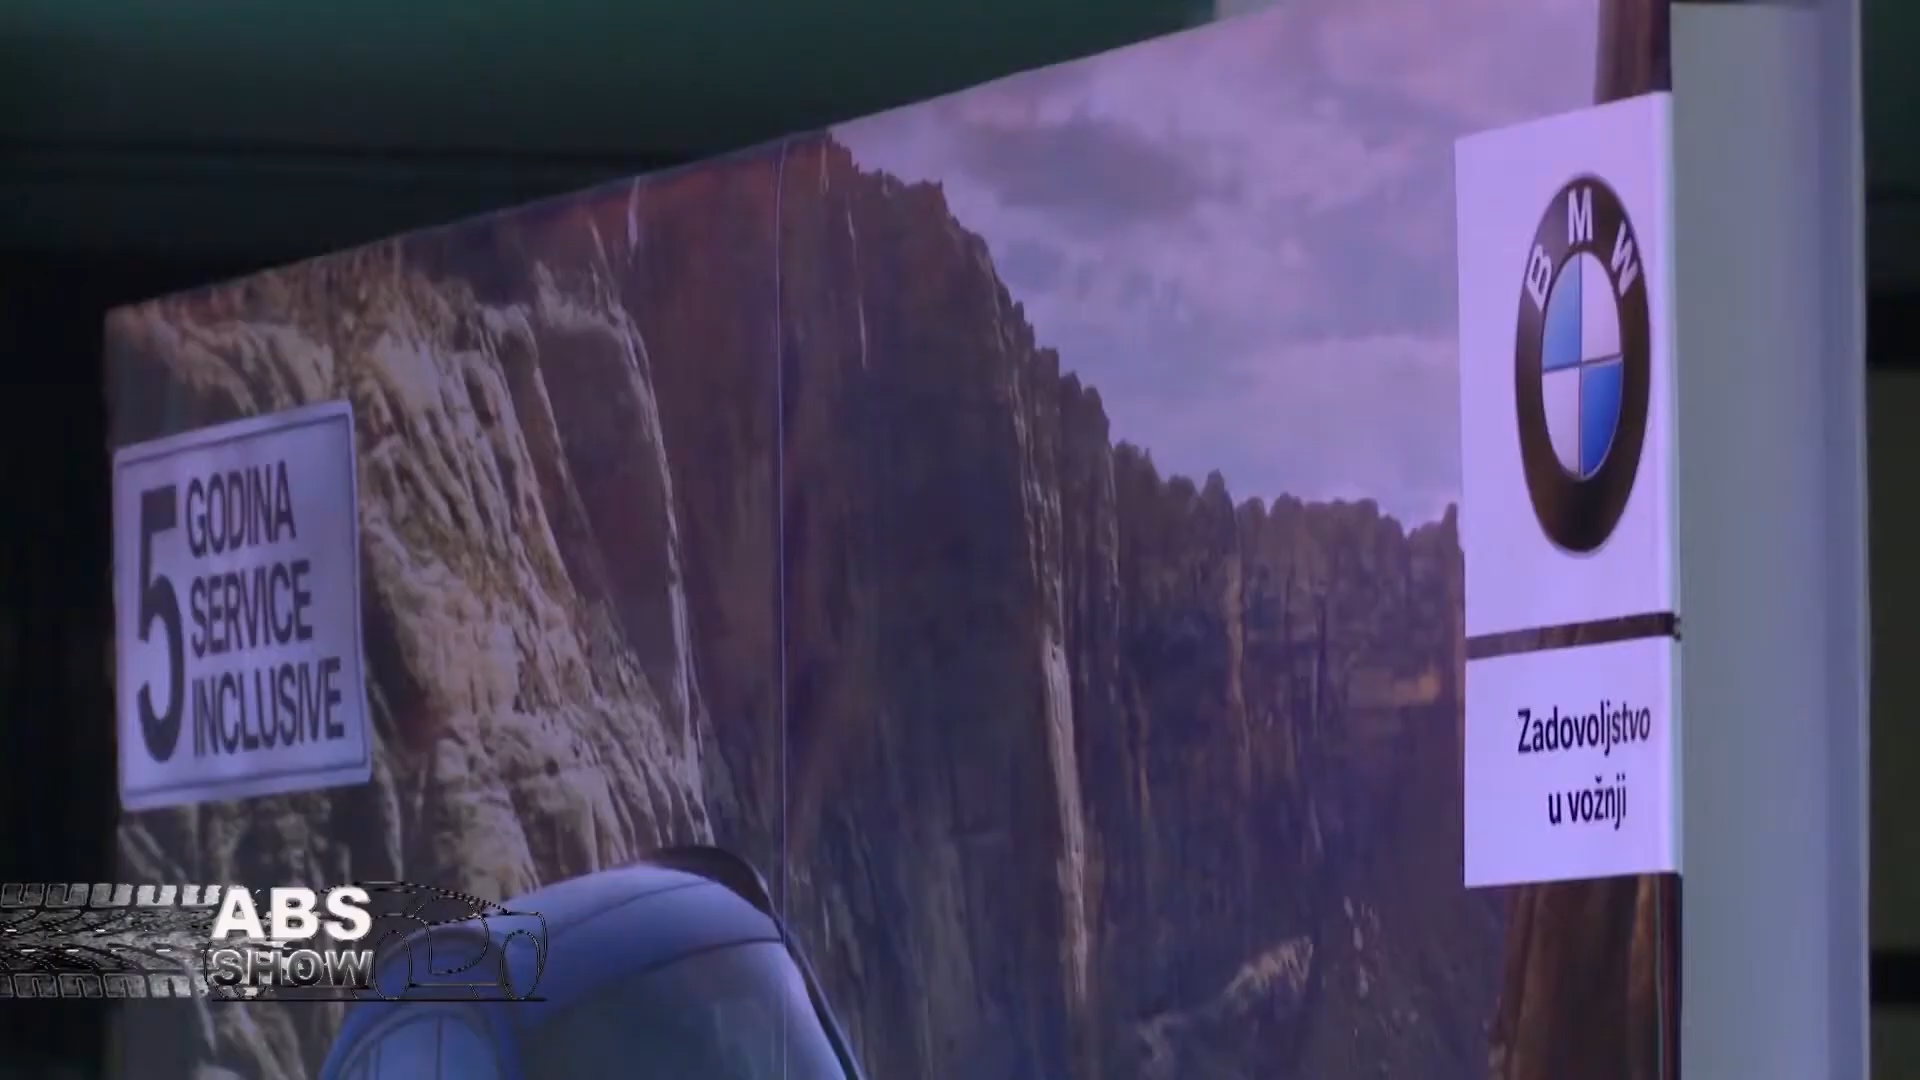 5 GODINA
SERVICE
INCLUSIVE
BMW
Zadovoljstvo
u vožnji
ABS
SHOW